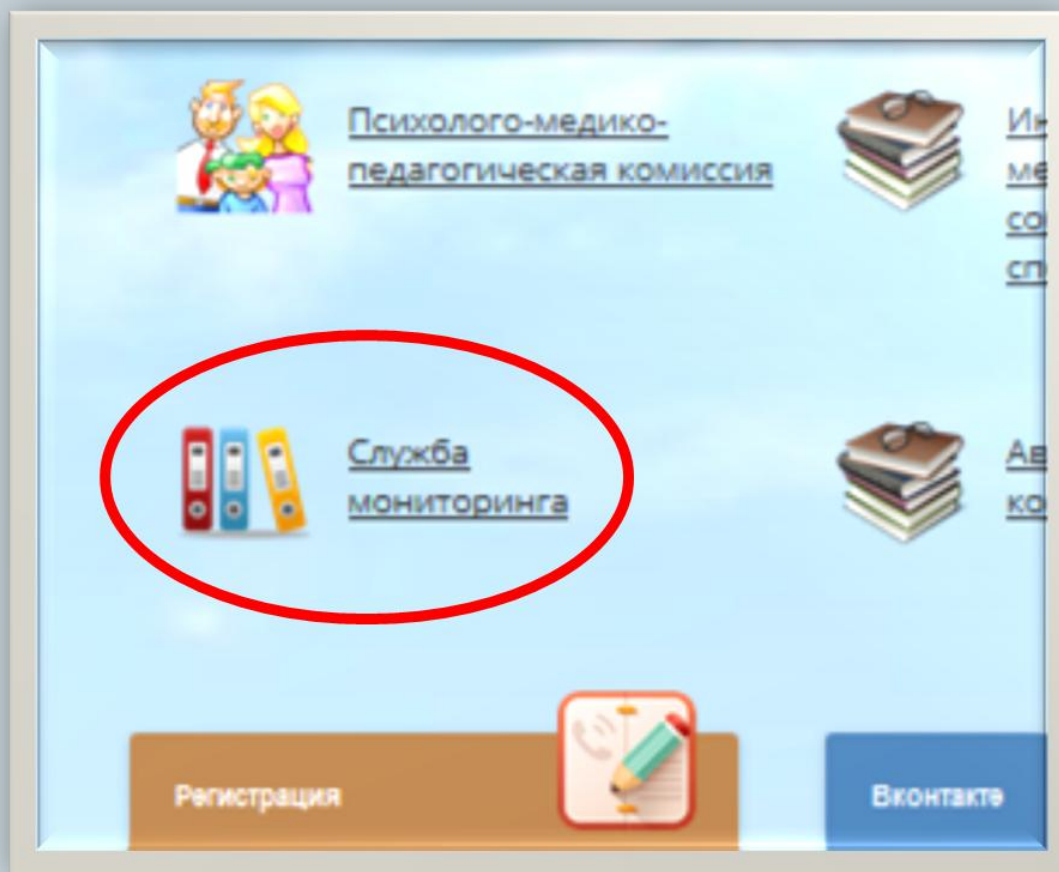 Психолого-медико-
педагогическая комиссия
Служба
мониторинга
Регистрация
Вконтакте